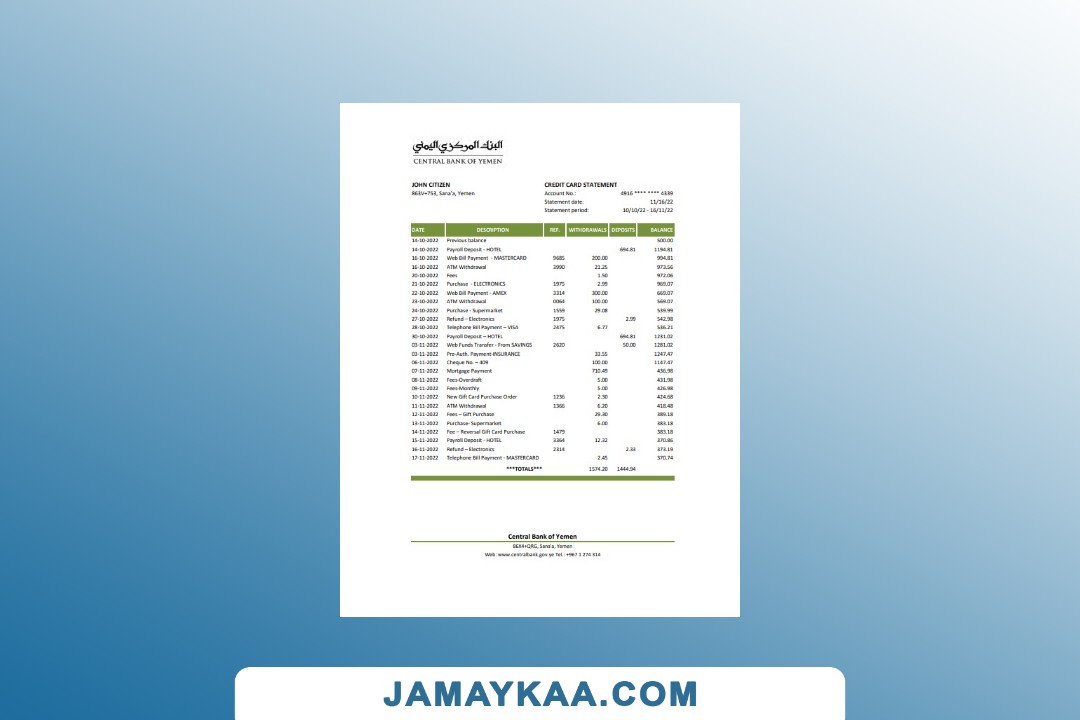 البنك المركزي اليمني
CENTRAL BANK OF YEMEN
JOHN CITIZEN
863V+753, Sana'a, Yemen
CREDIT CARD STATEMENT
Account No.: 4916 **** **** 4339
Statement date: 11/16/22
Statement period: 10/10/22 - 16/11/22
DATE DESCRIPTION REF. WITHDRAWALS DEPOSITS BALANCE
14-10-2022 Previous balance 500.00
14-10-2022 Payroll Deposit - HOTEL 694.81 1194.81
16-10-2022 Web Bill Payment - MASTERCARD 9685 200.00 994.81
16-10-2022 ATM Withdrawal 3990 21.25 973.56
20-10-2022 Fees 1.50 972.06
21-10-2022 Purchase - ELECTRONICS 1975 2.99 969.07
22-10-2022 Web Bill Payment - AMEX 3314 300.00 669.07
23-10-2022 ATM Withdrawal 0064 100.00 569.07
24-10-2022 Purchase - Supermarket 1559 29.08 539.99
27-10-2022 Refund – Electronics 1975 2.99 542.98
28-10-2022 Telephone Bill Payment – VISA 2475 6.77 536.21
30-10-2022 Payroll Deposit – HOTEL 694.81 1231.02
03-11-2022 Web Funds Transfer - From SAVINGS 2620 50.00 1281.02
03-11-2022 Pre-Auth. Payment-INSURANCE 33.55 1247.47
06-11-2022 Cheque No. – 409 100.00 1147.47
07-11-2022 Mortgage Payment 710.49 436.98
08-11-2022 Fees-Overdraft 5.00 431.98
09-11-2022 Fees-Monthly 5.00 426.98
10-11-2022 New Gift Card Purchase Order 1236 2.30 424.68
11-11-2022 ATM Withdrawal 1366 6.20 418.48
12-11-2022 Fees – Gift Purchase 29.30 389.18
13-11-2022 Purchase- Supermarket 6.00 383.18
14-11-2022 Fee – Reversal Gift Card Purchase 1479 383.18
15-11-2022 Payroll Deposit - HOTEL 3364 12.32 370.86
16-11-2022 Refund – Electronics 2314 2.33 373.19
17-11-2022 Telephone Bill Payment - MASTERCARD 2.45 370.74
***TOTALS*** 1574.20 1444.94
Central Bank of Yemen
86X4+QRG, Sana'a, Yemen
Web: www.centralbank.gov.ye Tel.: +967 1 274 314
JAMAYKAA.COM